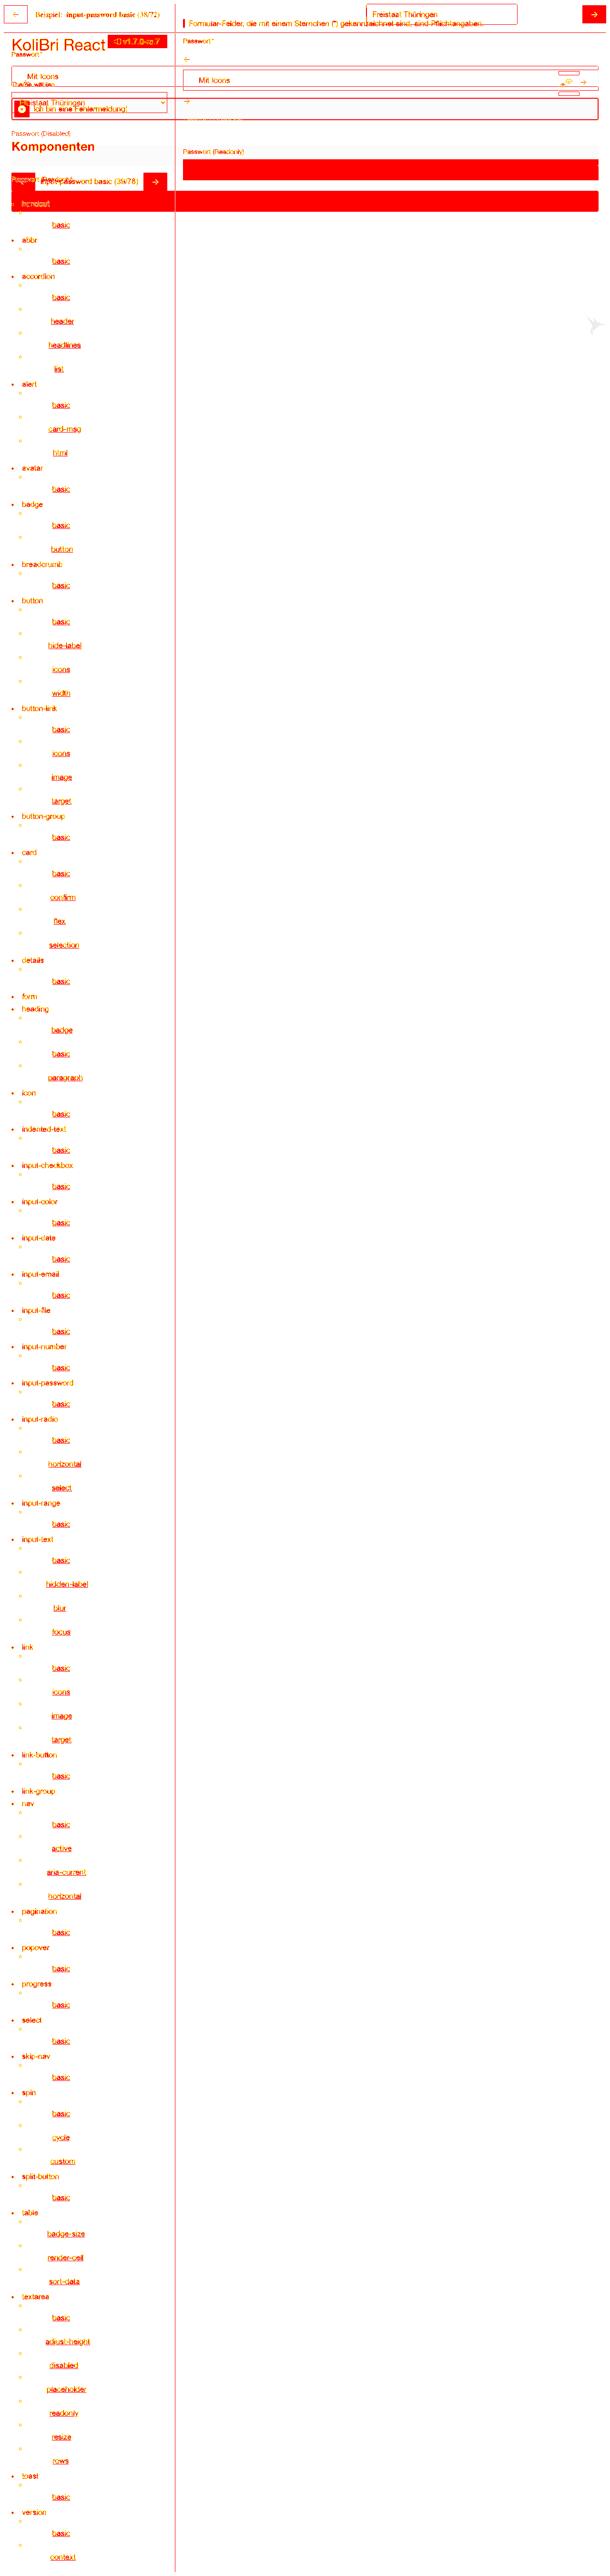 Beispiel: input-password basic (38/72)
Freistaat Thüringen
Formular-Felder, die mit einem Sternchen (*) gekennzeichnet sind, sind Pflichtangaben.
KoliBri React
v1.7.0-rc.7
Passwort*
Passwort*
Mit Icons
Mit Icons
Freistaat Thüringen
Ich bin eine Fehlermeldung!
Passwort (Disabled)
Komponenten
Passwort (Readonly)
input-password basic (39/78)
handout
basic
abbr
basic
accordion
basic
header
headlines
list
alert
basic
card-msg
html
avatar
basic
badge
basic
button
breadcrumb
basic
button
basic
hide-label
icons
width
button-link
basic
icons
image
target
button-group
basic
card
basic
confirm
flex
selection
details
basic
form
heading
badge
basic
paragraph
icon
basic
indented-text
basic
input-checkbox
basic
input-color
basic
input-date
basic
input-email
basic
input-file
basic
input-number
basic
input-password
basic
input-radio
basic
horizontal
select
input-range
basic
input-text
basic
hidden-label
blur
focus
link
basic
icons
image
target
link-button
basic
link-group
nav
basic
active
aria-current
horizontal
pagination
basic
popover
basic
progress
basic
select
basic
skip-nav
basic
spin
basic
cycle
custom
split-button
basic
table
badge-size
render-cell
sort-data
textarea
basic
adjust-height
disabled
placeholder
readonly
resize
rows
toast
basic
version
basic
context